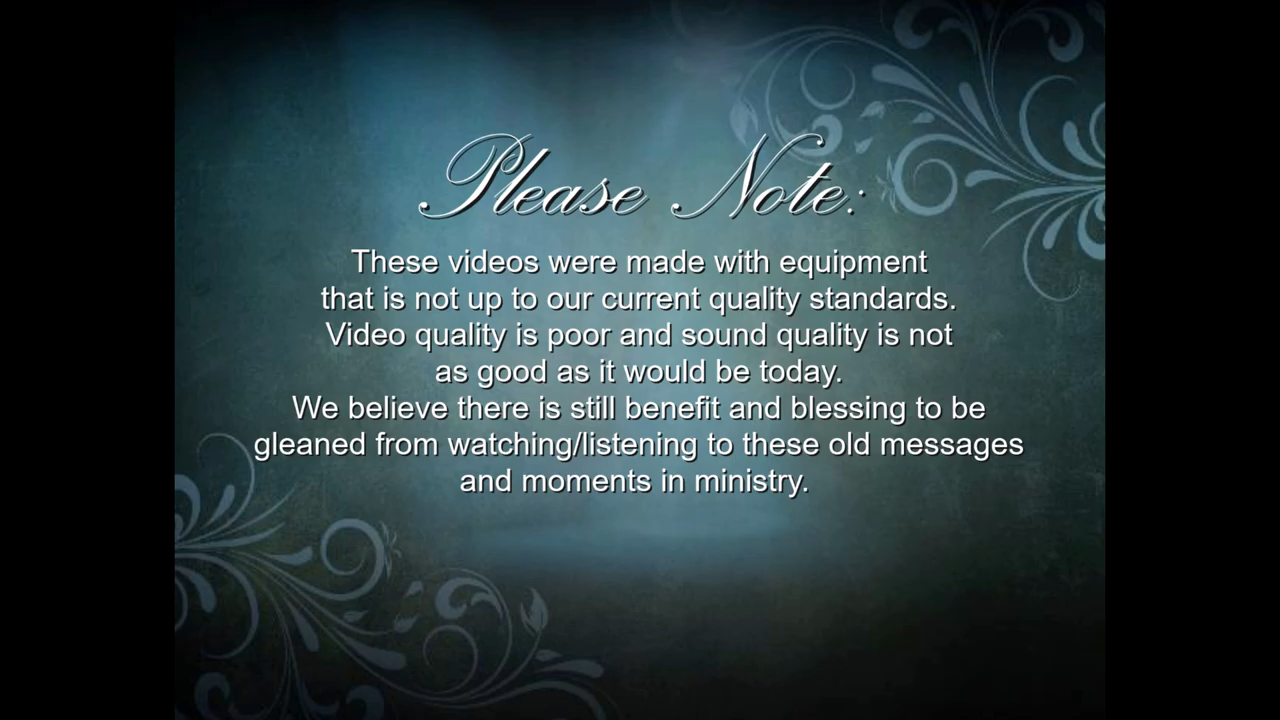 Please Note:
These videos were made with equipment
that is not up to our current quality standards.
Video quality is poor and sound quality is not
as good as it would be today.
We believe there is still benefit and blessing to be
gleaned from watching/listening to these old messages
and moments in ministry.